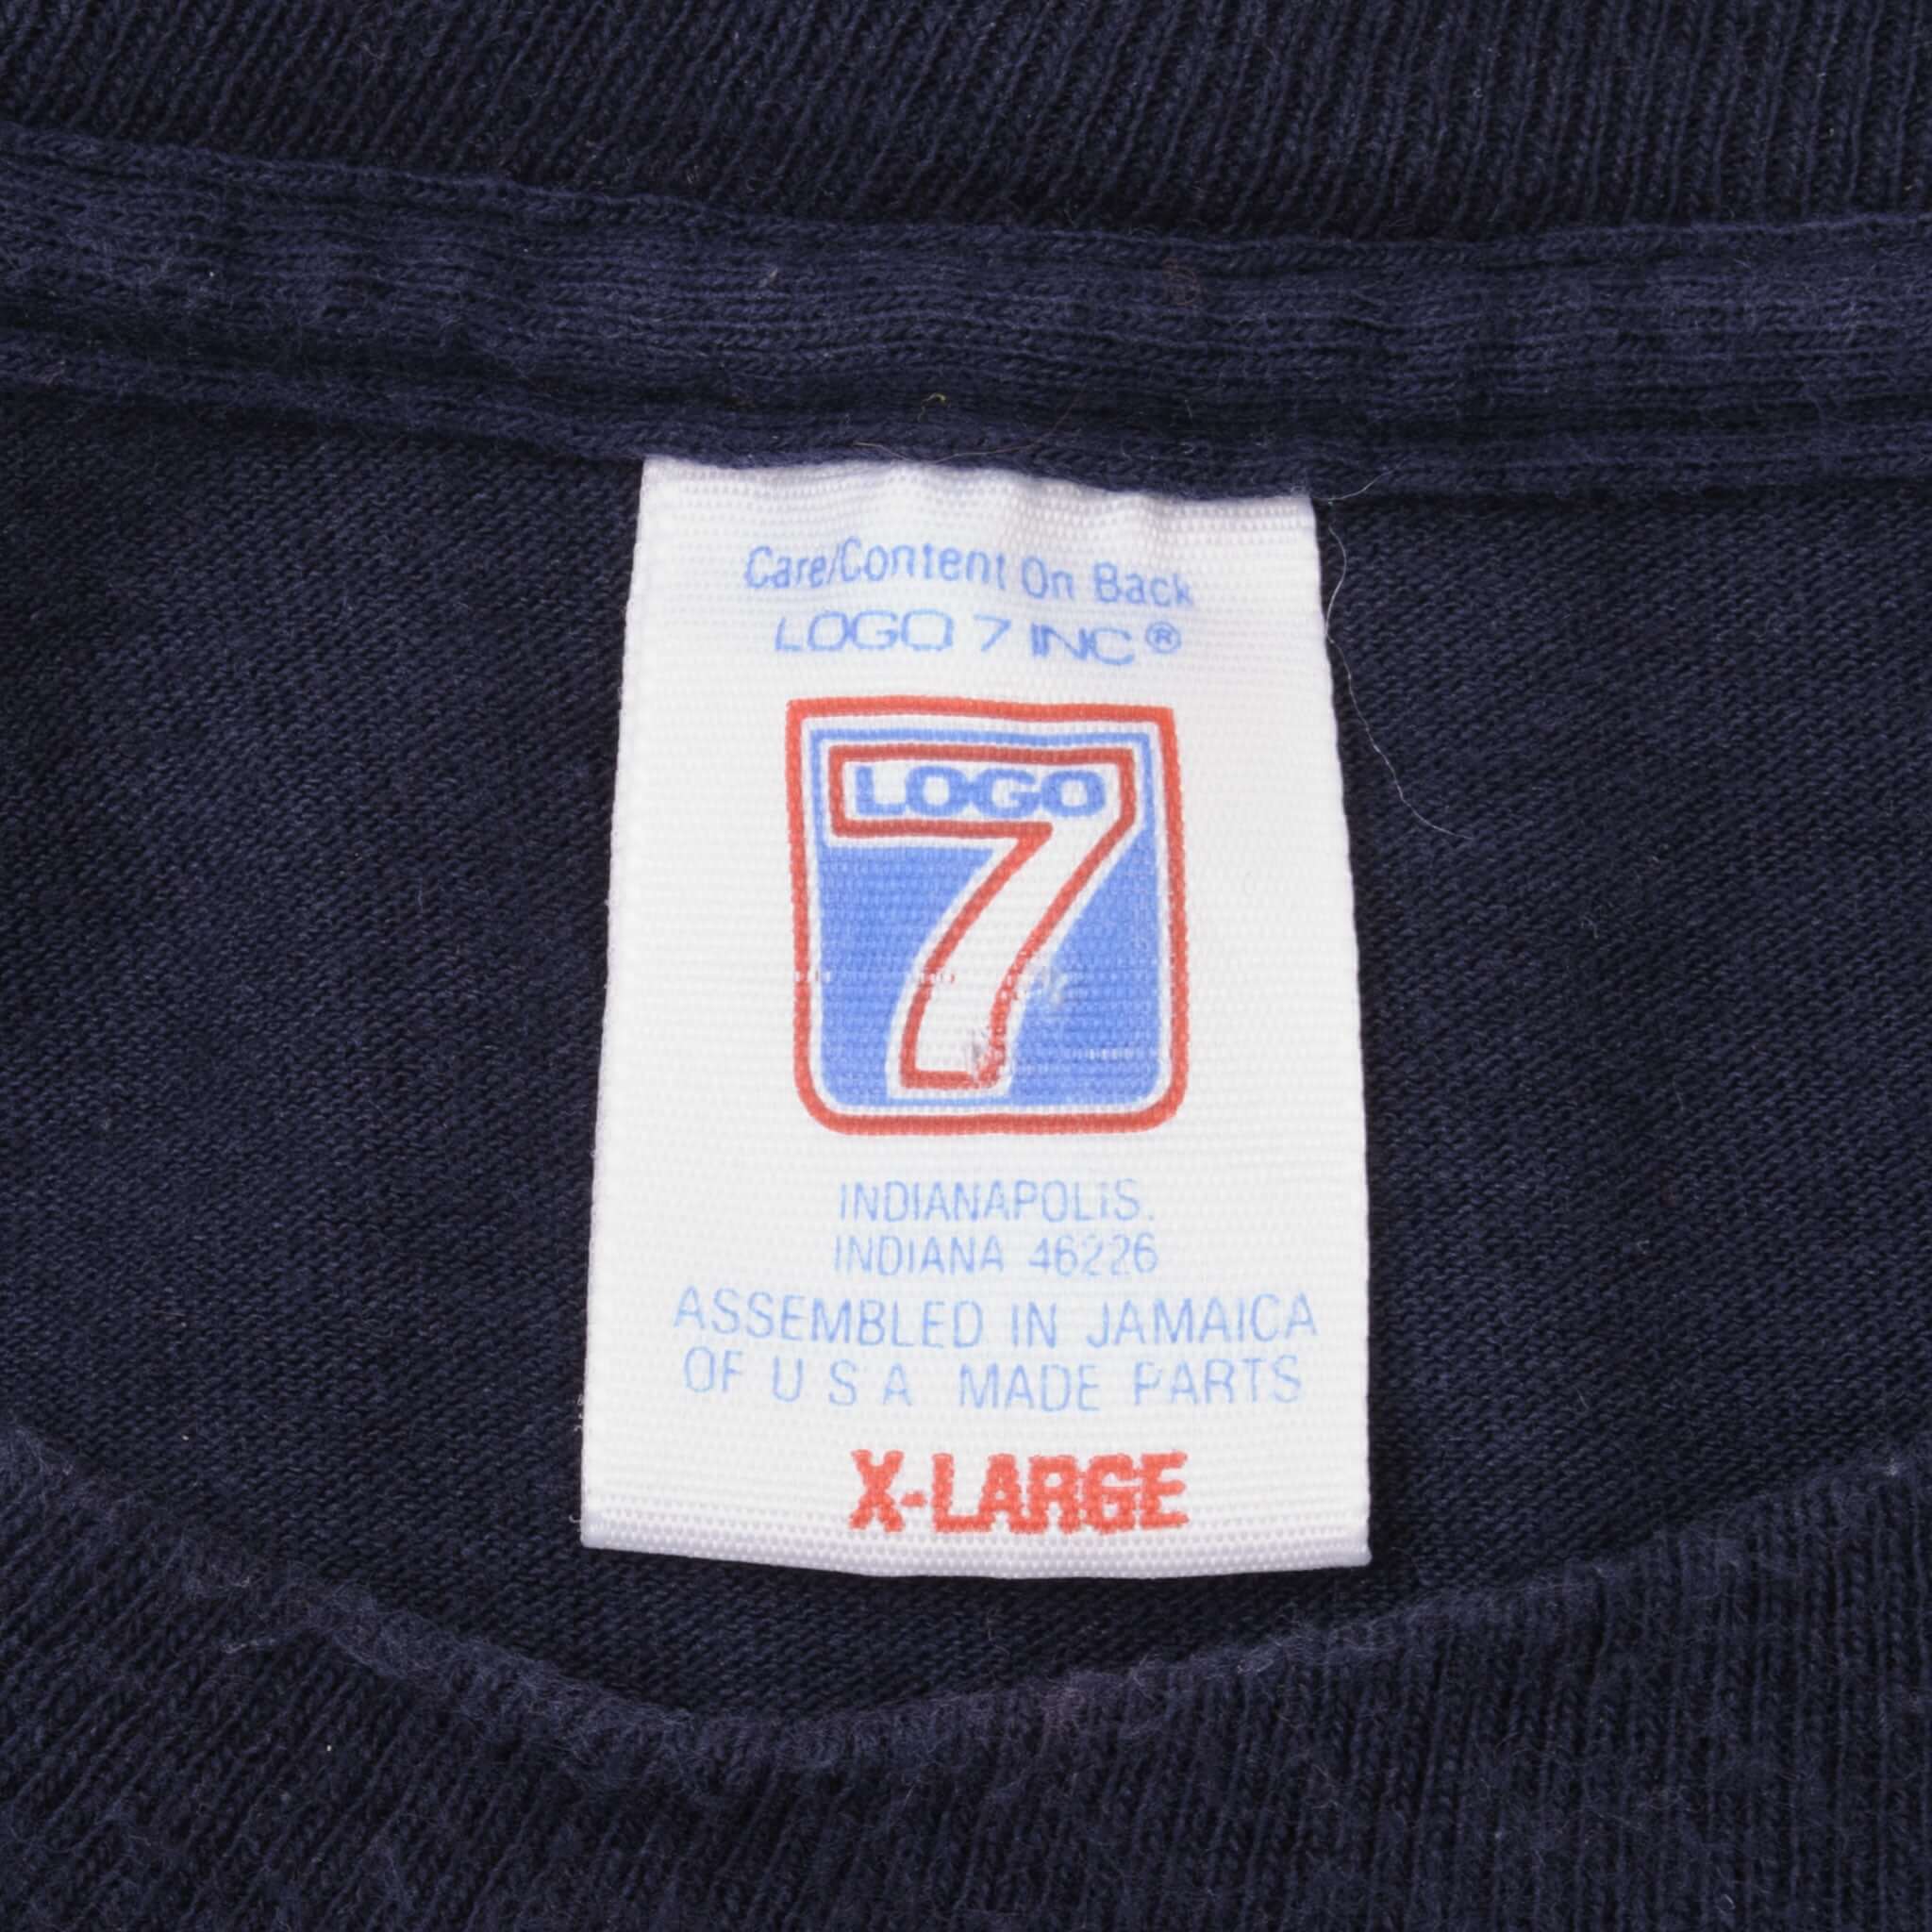 Care/Content On Back
LOGO 7 INC®
LOGO
7
INDIANAPOLIS.
INDIANA 46226
ASSEMBLED IN JAMAICA
OF U S A MADE PARTS
X-LARGE